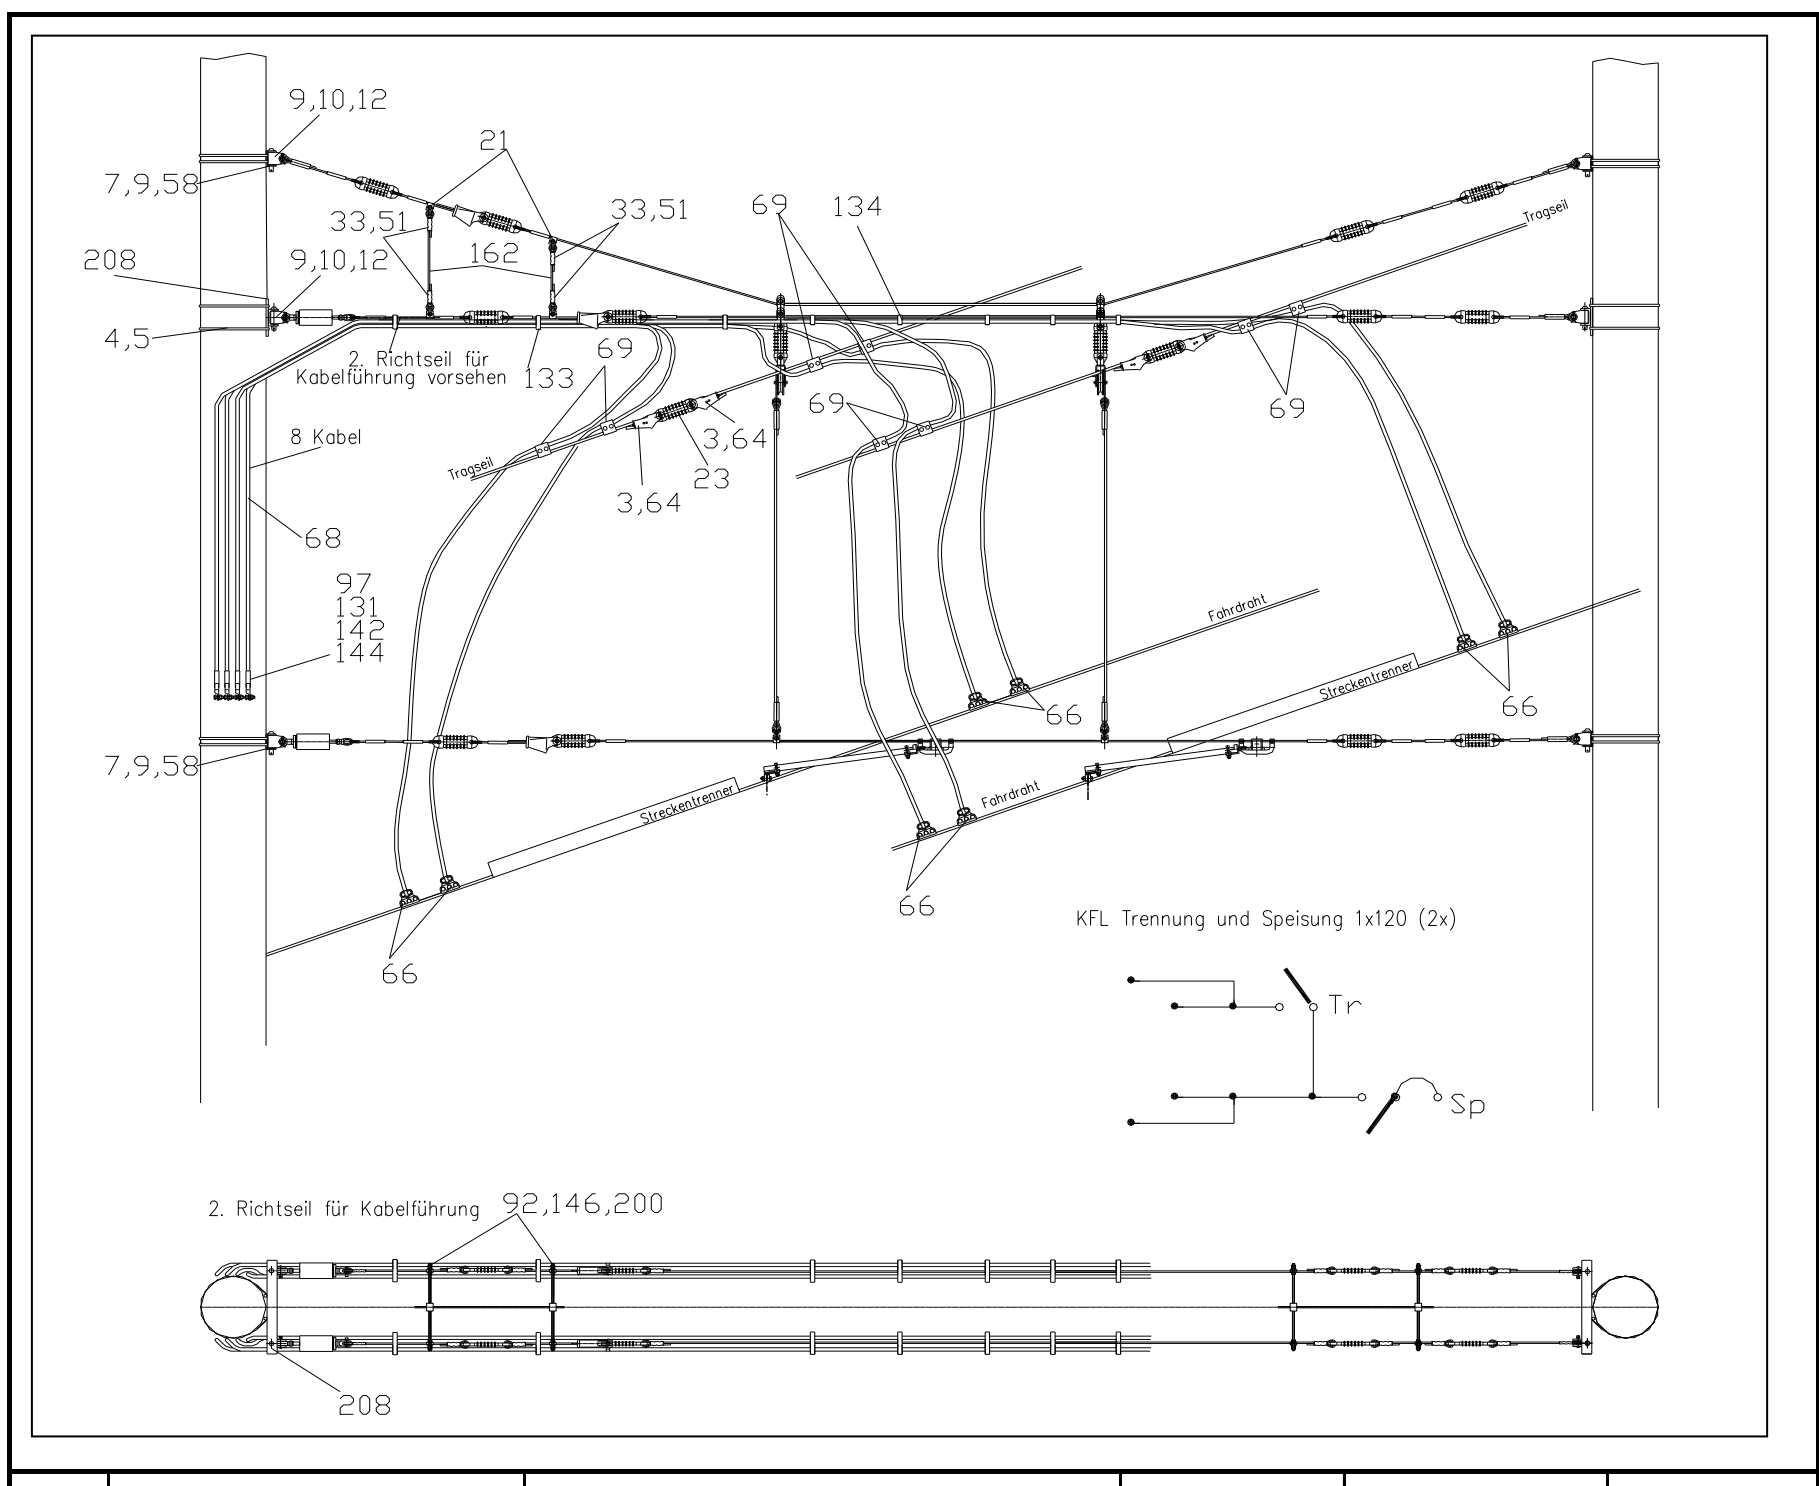 9,10,12
21
7,9,58
33,51
69
134
33,51
Tragseil
208
9,10,12
162
4,5
2. Richtseil für
Kabelführung vorsehen
133
69
69
69
8 Kabel
3,64
Tragseil
23
3,64
68
97
131
142
144
Fahrdraht
Streckentrenner
66
66
7,9,58
Streckentrenner
Fahrdraht
66
66
KFL Trennung und Speisung 1x120 (2x)
Tr
Sp
2. Richtseil für Kabelführung
92,146,200
208